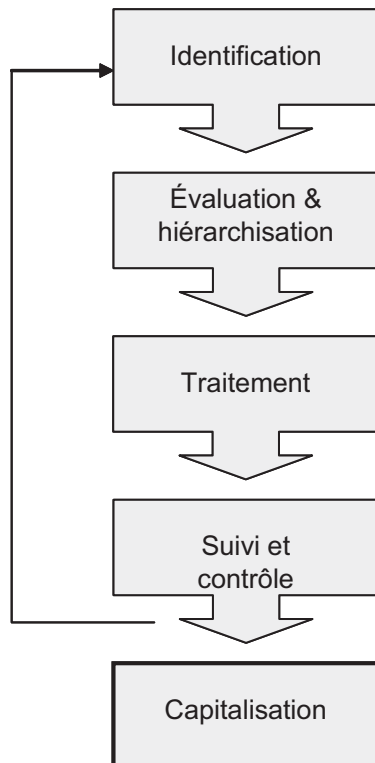 Identification
Évaluation &
hiérarchisation
Traitement
Suivi et
contrôle
Capitalisation